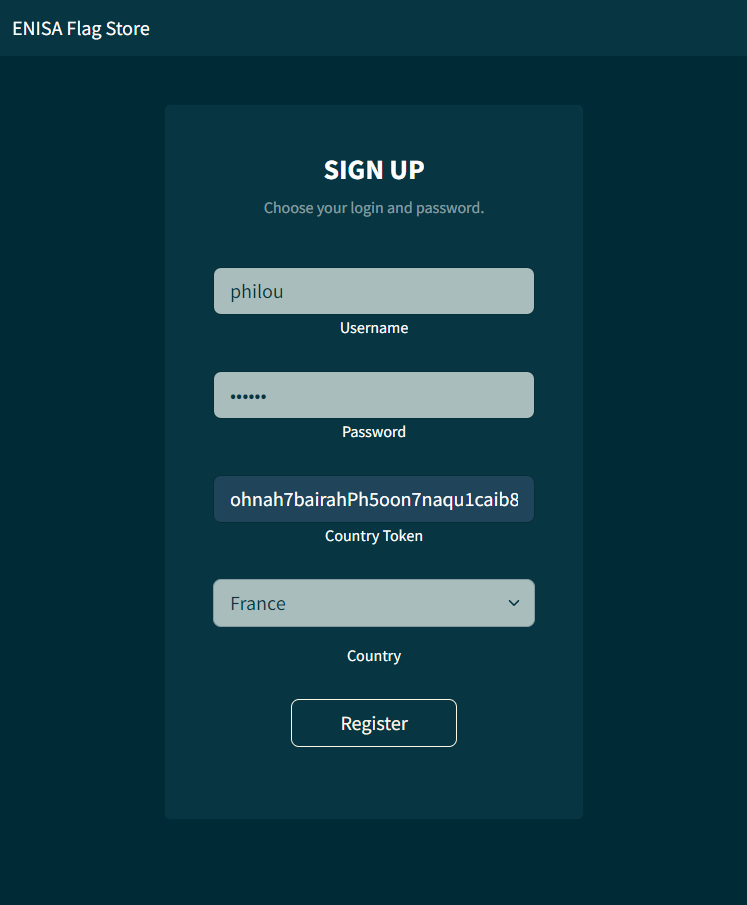 ENISA Flag Store
SIGN UP
Choose your login and password.
philou
Username
••••••
Password
ohnah7bairahPh5oon7naqu1caib8
Country Token
France
Country
Register